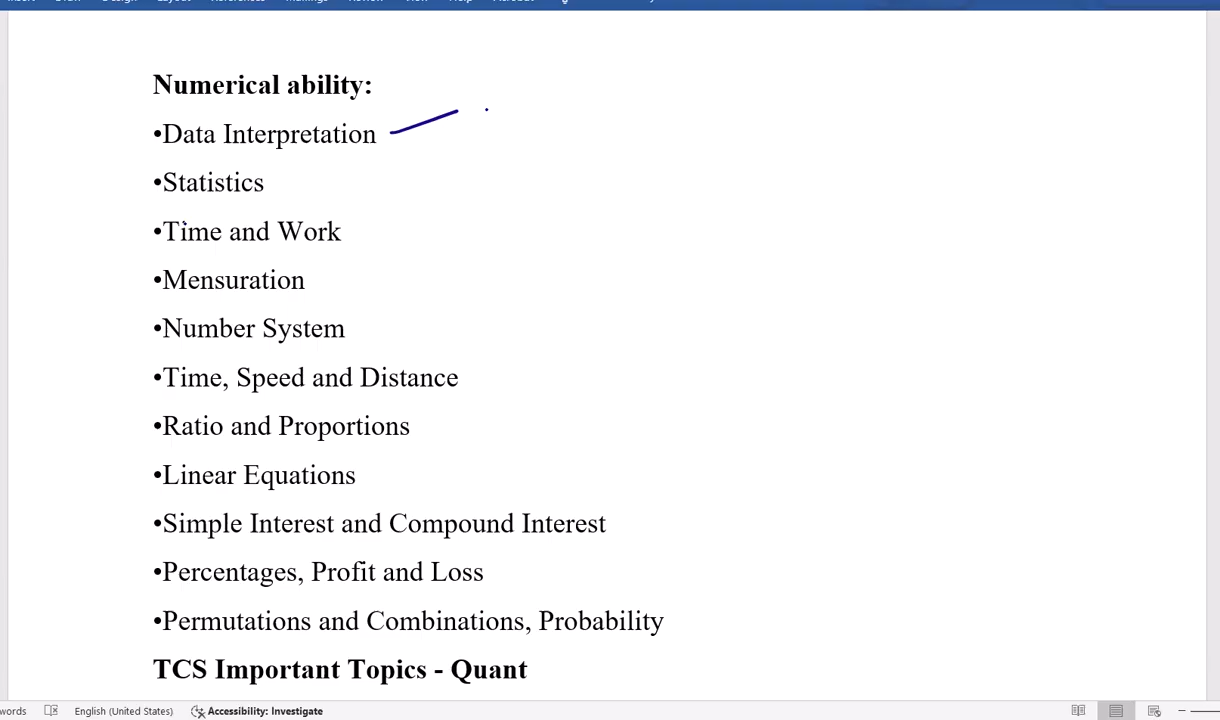 Numerical ability:
•Data Interpretation
•Statistics
•Time and Work
•Mensuration
•Number System
•Time, Speed and Distance
•Ratio and Proportions
•Linear Equations
•Simple Interest and Compound Interest
•Percentages, Profit and Loss
•Permutations and Combinations, Probability
TCS Important Topics - Quant
words English (United States) Accessibility: Investigate